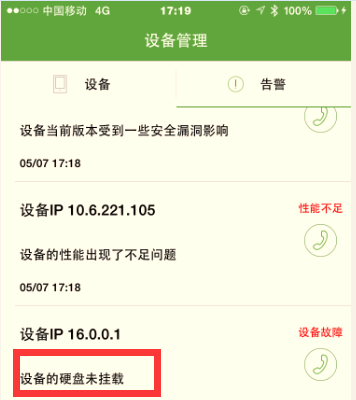 中国移动 4G 17:19 100%
设备管理
设备 告警
设备当前版本受到一些安全漏洞影响
05/07 17:18
设备IP 10.6.221.105 性能不足
设备的性能出现了不足问题
05/07 17:18
设备IP 16.0.0.1 设备故障
设备的硬盘未挂载